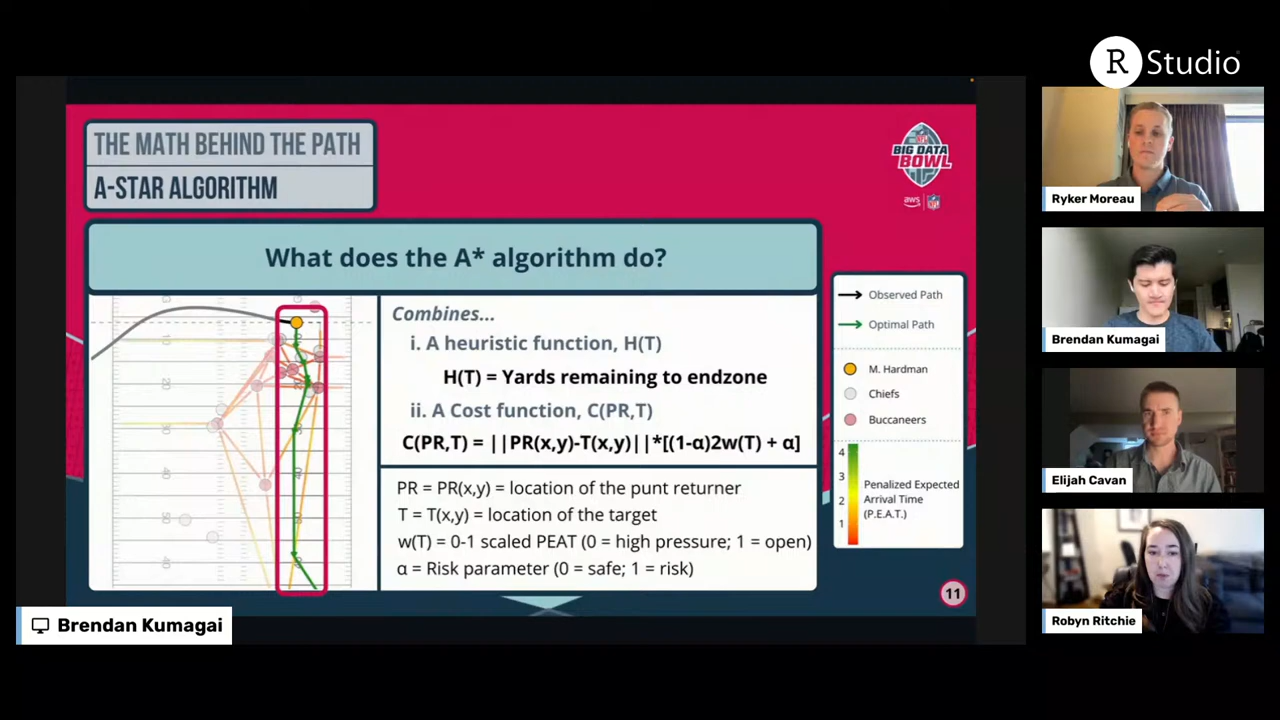 R Studio
THE MATH BEHIND THE PATH
A-STAR ALGORITHM
NFL
BIG DATA
BOWL
aws
NFL
What does the A* algorithm do?
Combines...
i. A heuristic function, H(T)
H(T) = Yards remaining to endzone
ii. A Cost function, C(PR,T)
C(PR,T) = ||PR(x,y)-T(x,y)||*[(1-α)2w(T) + α]
PR = PR(x,y) = location of the punt returner
T = T(x,y) = location of the target
w(T) = 0-1 scaled PEAT (0 = high pressure; 1 = open)
α = Risk parameter (0 = safe; 1 = risk)
Observed Path
Optimal Path
M. Hardman
Chiefs
Buccaneers
4
3
2
1
Penalized Expected
Arrival Time
(P.E.A.T.)
11
Brendan Kumagai
Ryker Moreau
Brendan Kumagai
Elijah Cavan
Robyn Ritchie